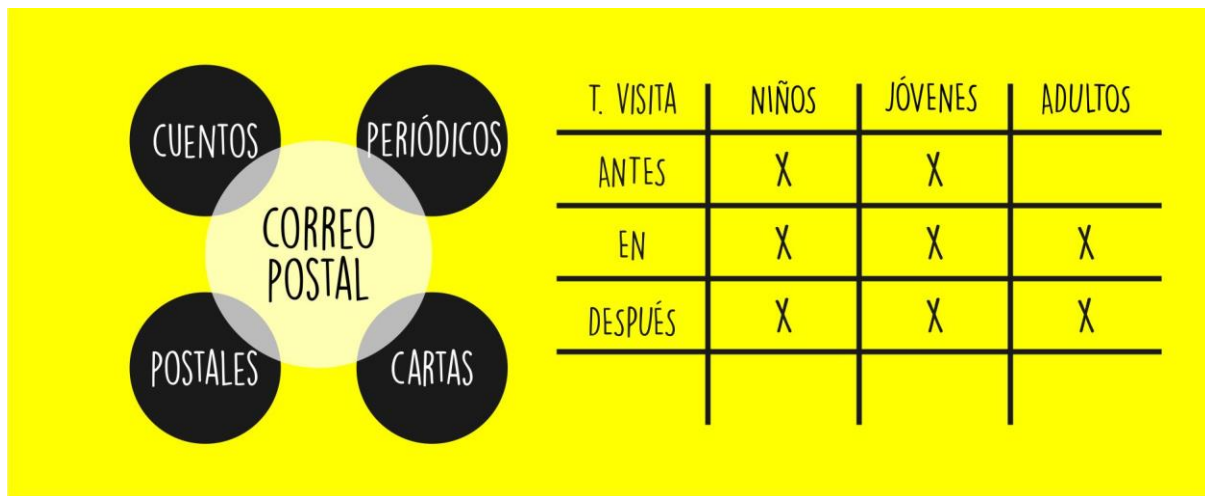 CUENTOS
PERIÓDICOS
CORREO
POSTAL
POSTALES
CARTAS
T. VISITA NIÑOS JÓVENES ADULTOS
ANTES X X
EN X X X
DESPUÉS X X X